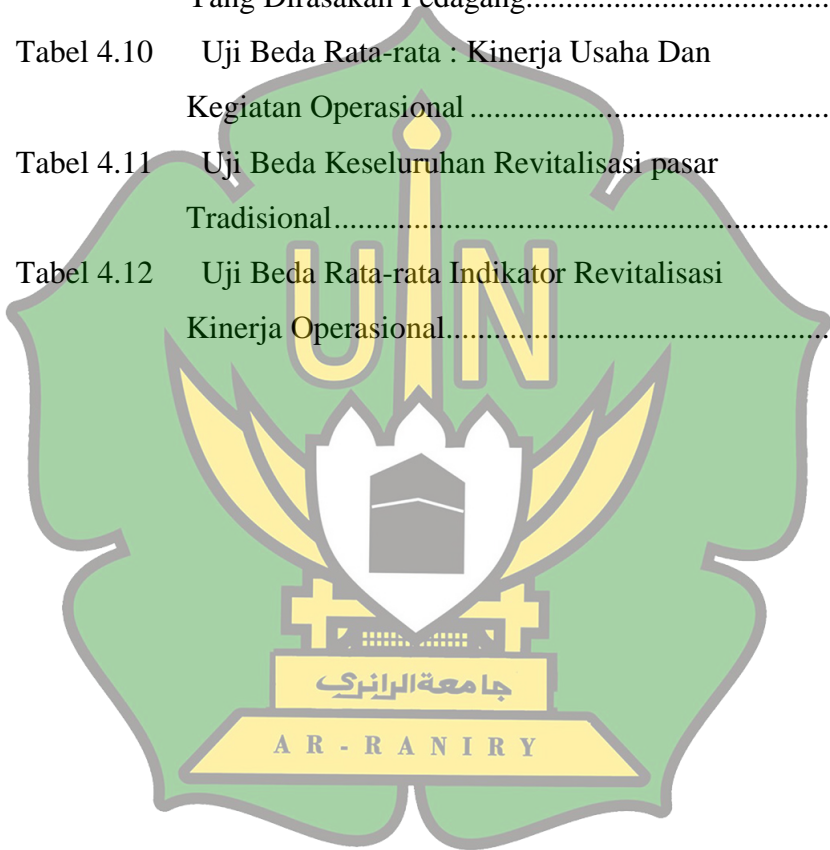 Yang Dirasakan Pedagang....................................
Tabel 4.10 Uji Beda Rata-rata : Kinerja Usaha Dan
Kegiatan Operasional ............................................
Tabel 4.11 Uji Beda Keseluruhan Revitalisasi pasar
Tradisional..............................................................
Tabel 4.12 Uji Beda Rata-rata Indikator Revitalisasi
Kinerja Operasional................................................
UIN
جامعةالرانري
AR-RANIRY